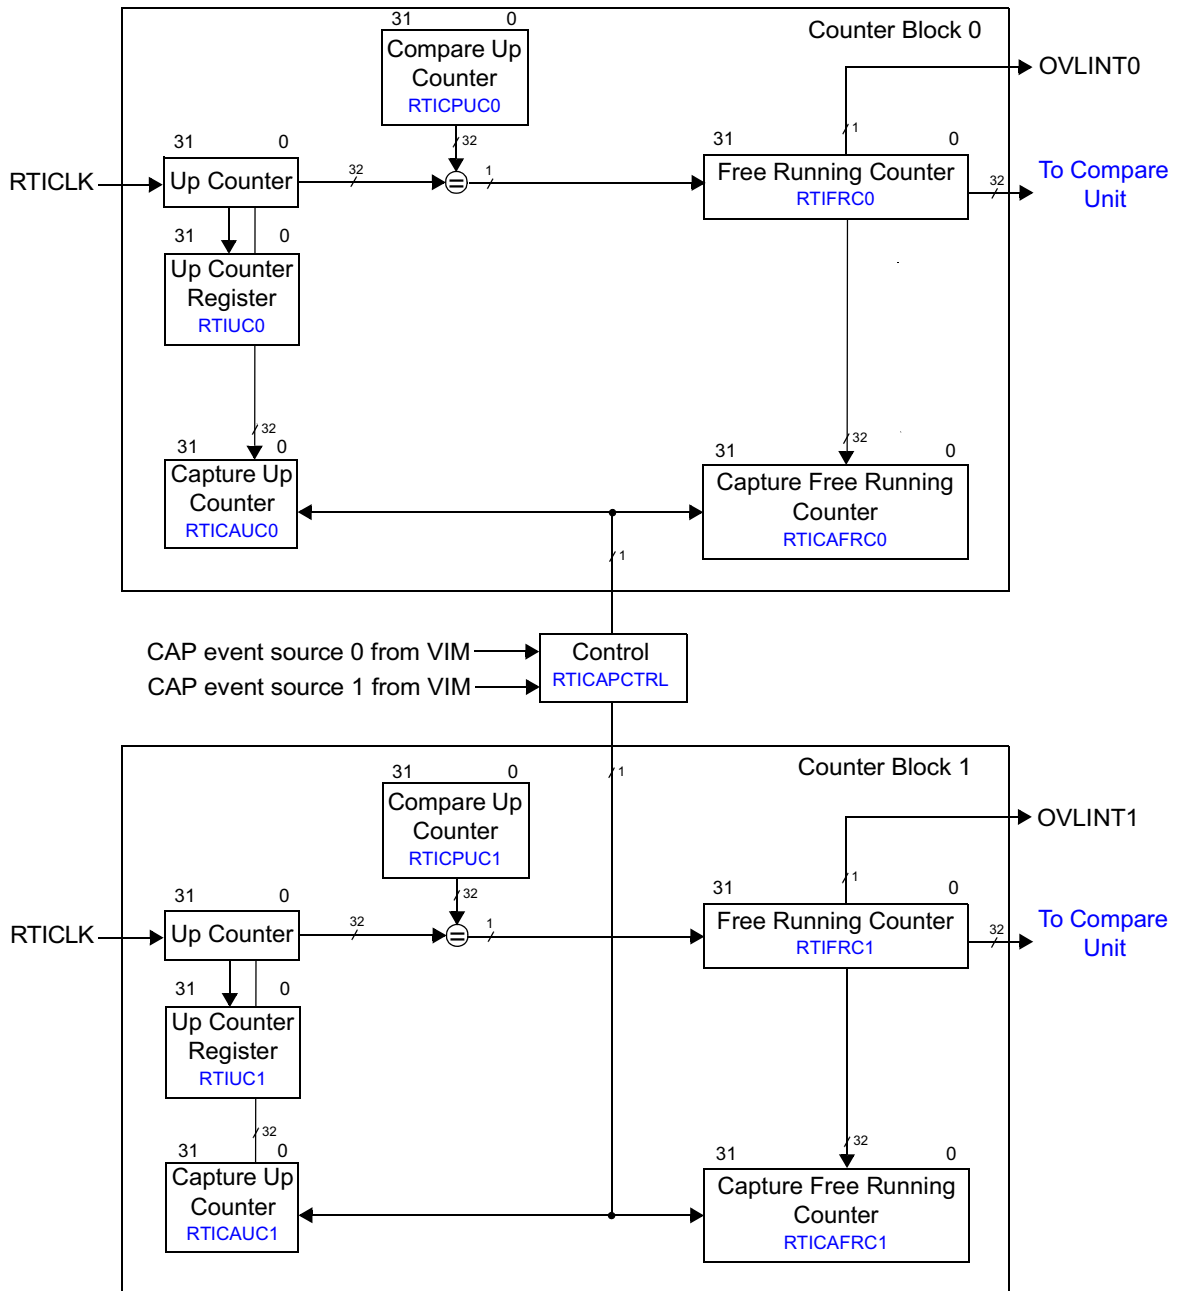 Counter Block 0
31 0
Compare Up
Counter
RTICPUC0
OVLINT0
32
1
31 0
31 0
RTICLK
Up Counter
32
1
Free Running Counter
RTIFRC0
32
To Compare
Unit
31 0
Up Counter
Register
RTIUC0
32
32
31 0
31 0
Capture Up
Counter
RTICAUC0
Capture Free Running
Counter
RTICAFRC0
1
CAP event source 0 from VIM
CAP event source 1 from VIM
Control
RTICAPCTRL
Counter Block 1
31 0
1
Compare Up
Counter
RTICPUC1
OVLINT1
32
1
31 0
31 0
RTICLK
Up Counter
32
1
Free Running Counter
RTIFRC1
32
To Compare
Unit
31 0
Up Counter
Register
RTIUC1
32
32
31 0
31 0
Capture Up
Counter
RTICAUC1
Capture Free Running
Counter
RTICAFRC1